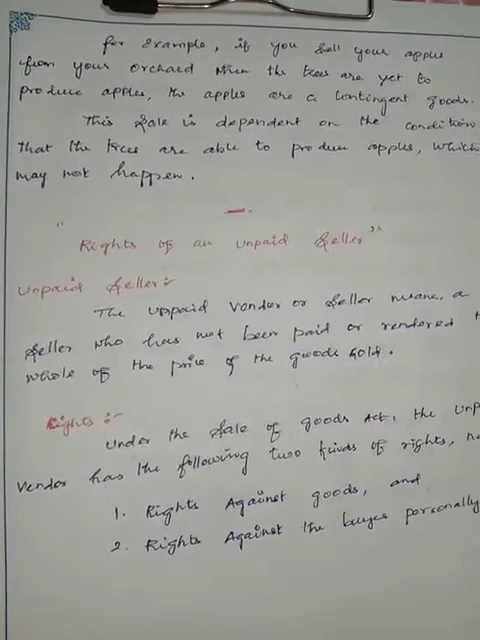 for Example, if you sell your apples
from your orchard when the trees are yet to
produce apples, the apples are a Contingent goods.
This Sale is dependent on the condition
that the trees are able to produce apples, which
may not happen.
"Rights of an unpaid Seller"
Unpaid Seller:-
The unpaid vendor or Seller means, a
Seller who has not been paid or rendered
whole of the price of the goods sold.
Rights :-
Under the Sale of goods Act, the
Vendor has the following two kinds of rights,
1. Rights Against goods, and
2. Rights Against the buyer personally